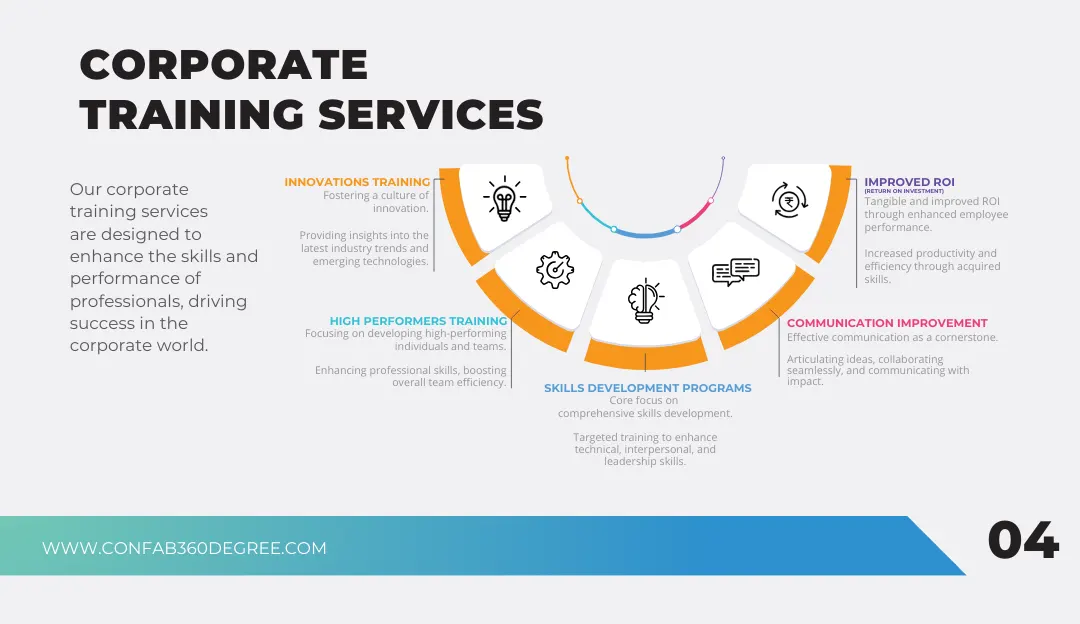 CORPORATE
TRAINING SERVICES
Our corporate
training services
are designed to
enhance the skills and
performance of
professionals, driving
success in the
corporate world.
INNOVATIONS TRAINING
Fostering a culture of
innovation.
Providing insights into the
latest industry trends and
emerging technologies.
HIGH PERFORMERS TRAINING
Focusing on developing high-performing
individuals and teams.
Enhancing professional skills, boosting
overall team efficiency.
SKILLS DEVELOPMENT PROGRAMS
Core focus on
comprehensive skills development.
Targeted training to enhance
technical, interpersonal, and
leadership skills.
COMMUNICATION IMPROVEMENT
Effective communication as a cornerstone.
Articulating ideas, collaborating
seamlessly, and communicating with
impact.
IMPROVED ROI
(RETURN ON INVESTMENT)
Tangible and improved ROI
through enhanced employee
performance.
Increased productivity and
efficiency through acquired
skills.
₹
WWW.CONFAB360DEGREE.COM
04